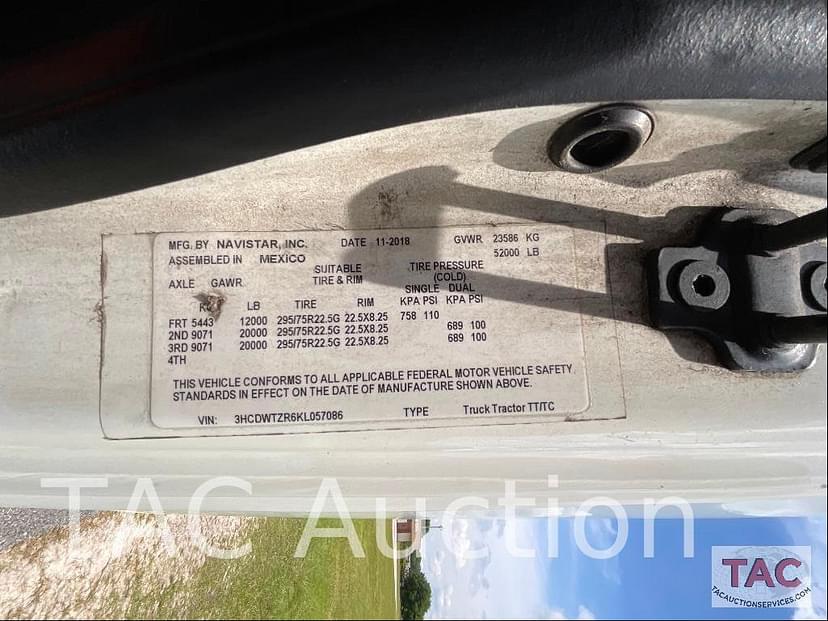 MFG. BY NAVISTAR, INC. DATE 11-2018 GVWR 23586 KG
ASSEMBLED IN MEXICO 52000 LB
SUITABLE TIRE PRESSURE
AXLE GAWR TIRE & RIM (COLD)
SINGLE DUAL
LB TIRE RIM KPA PSI KPA PSI
FRT 5443 12000 295/75R22.5G 22.5X8.25 758 110
2ND 9071 20000 295/75R22.5G 22.5X8.25 689 100
3RD 9071 20000 295/75R22.5G 22.5X8.25 689 100
4TH
THIS VEHICLE CONFORMS TO ALL APPLICABLE FEDERAL MOTOR VEHICLE SAFETY
STANDARDS IN EFFECT ON THE DATE OF MANUFACTURE SHOWN ABOVE.
VIN: 3HCDWTZR6KL057086 TYPE Truck Tractor TT/TC
TAC Auction
TAC
TACAUCTIONSERVICES.COM